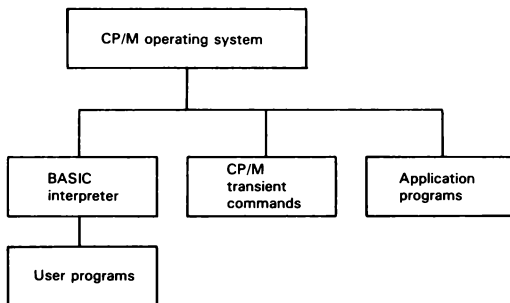 CP/M operating system
BASIC
interpreter
CP/M
transient
commands
Application
programs
User programs